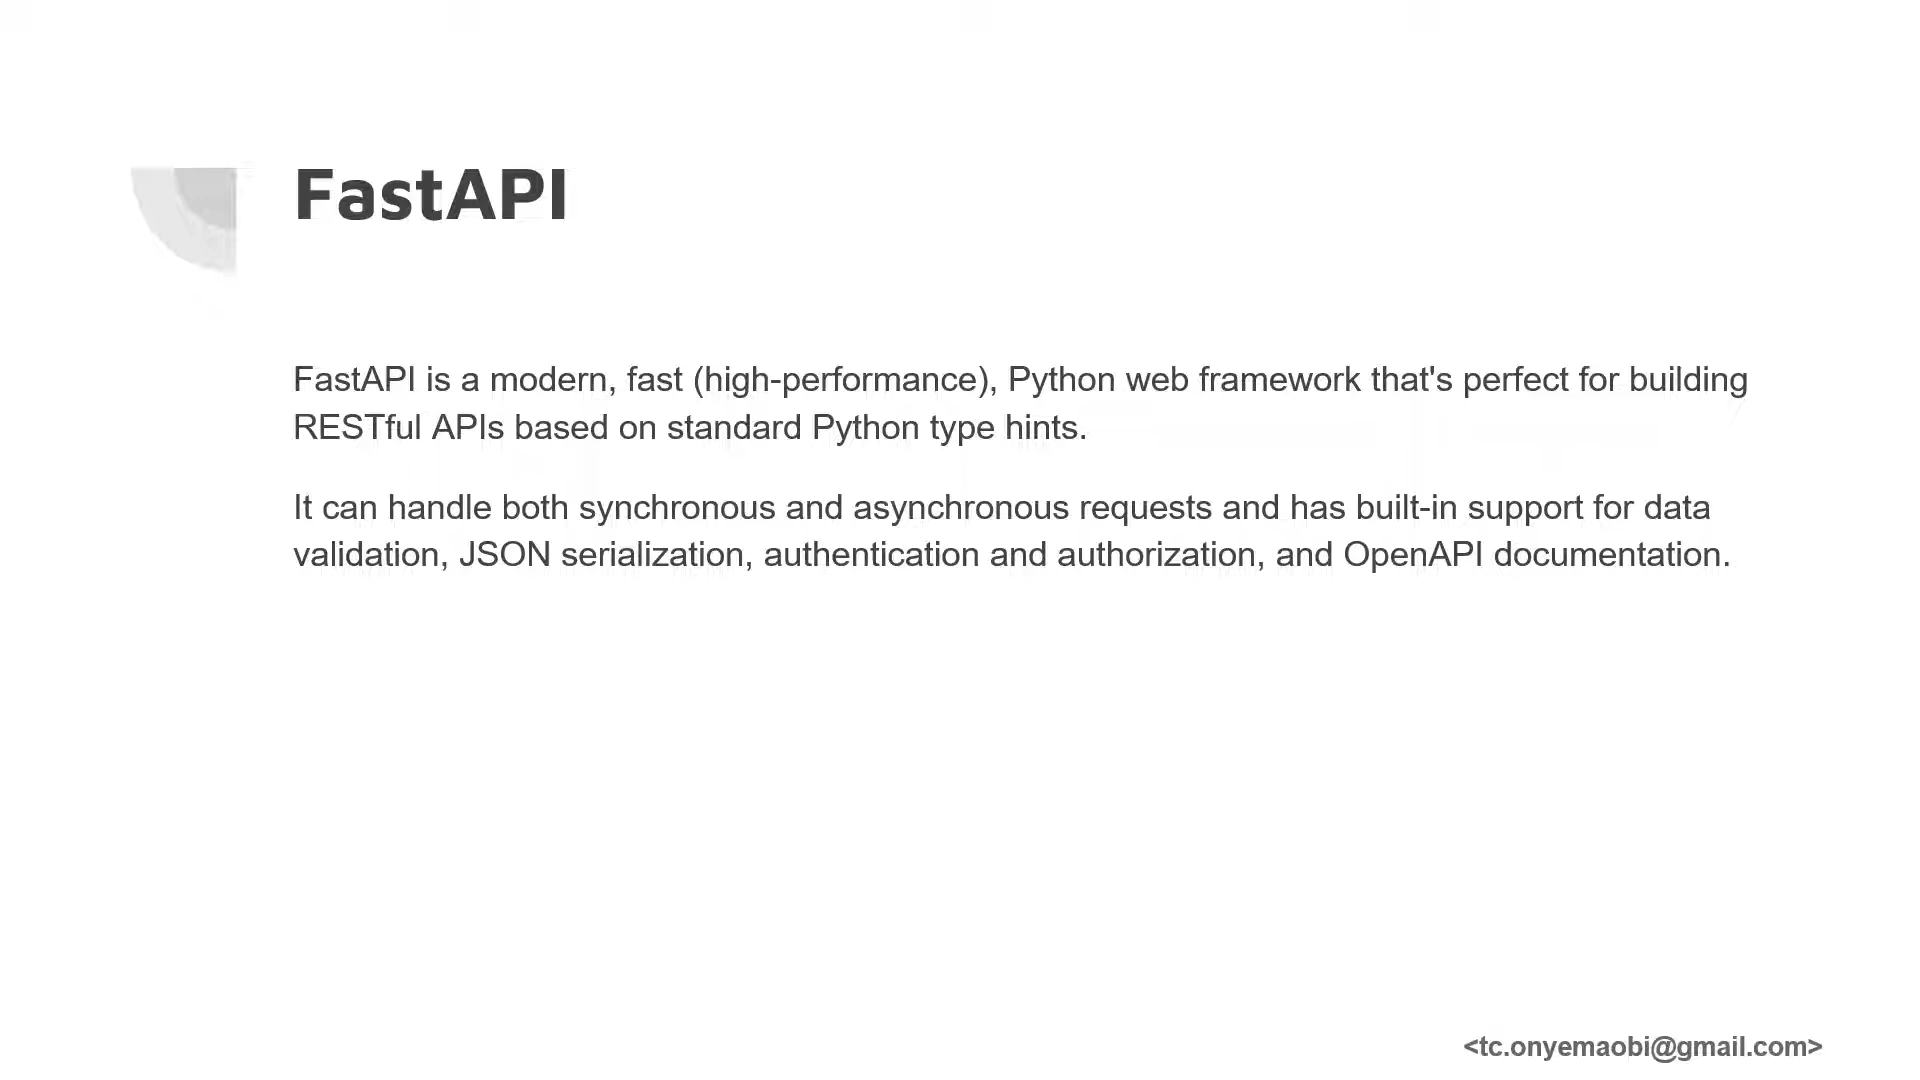 FastAPI
FastAPI is a modern, fast (high-performance), Python web framework that's perfect for building
RESTful APIs based on standard Python type hints.
It can handle both synchronous and asynchronous requests and has built-in support for data
validation, JSON serialization, authentication and authorization, and OpenAPI documentation.
<tc.onyemaobi@gmail.com>